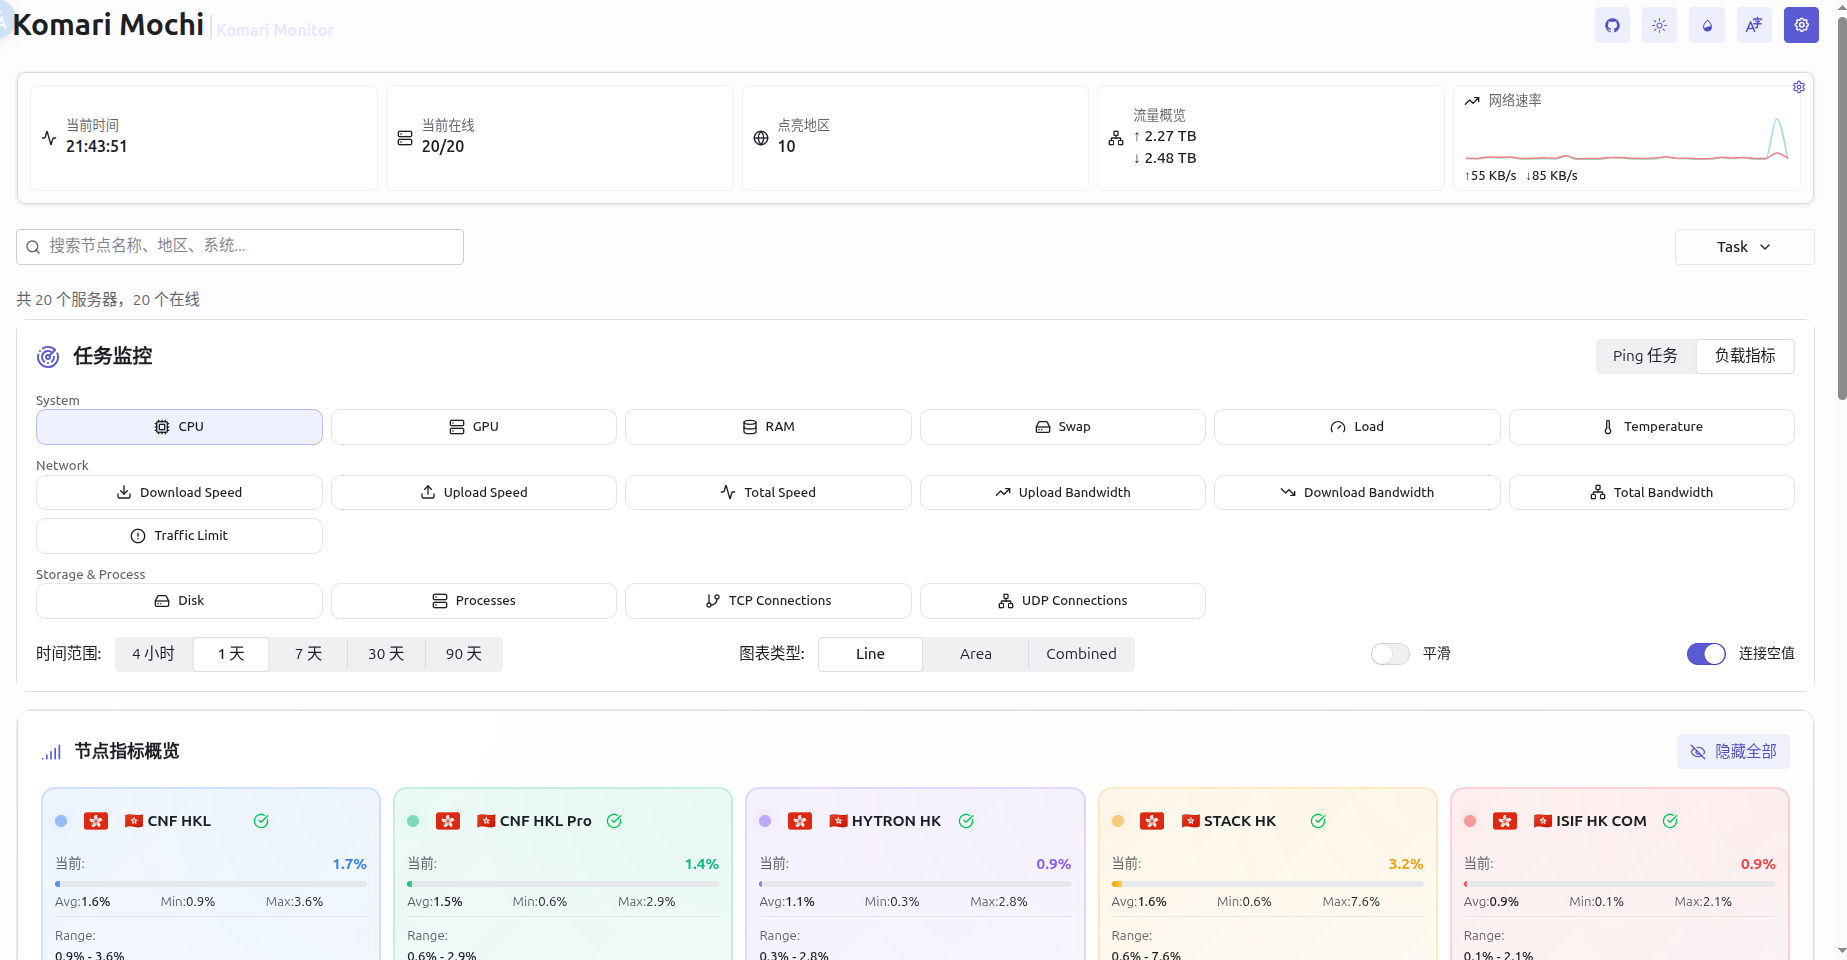 Komari Mochi
Komari Monitor
当前时间
21:43:51
当前在线
20/20
点亮地区
10
流量概览
↑ 2.27 TB
↓ 2.48 TB
网络速率
↑55 KB/s ↓85 KB/s
搜索节点名称、地区、系统...
Task
共 20 个服务器，20 个在线
任务监控
Ping 任务 负载指标
System
CPU GPU RAM Swap Load Temperature
Network
Download Speed Upload Speed Total Speed Upload Bandwidth Download Bandwidth Total Bandwidth
Traffic Limit
Storage & Process
Disk Processes TCP Connections UDP Connections
时间范围: 4 小时 1 天 7 天 30 天 90 天 图表类型: Line Area Combined 平滑 连接空值
节点指标概览
隐藏全部
CNF HKL
当前: 1.7%
Avg:1.6% Min:0.9% Max:3.6%
Range:
0.9% - 3.6%
CNF HKL Pro
当前: 1.4%
Avg:1.5% Min:0.6% Max:2.9%
Range:
0.6% - 2.9%
HYTRON HK
当前: 0.9%
Avg:1.1% Min:0.3% Max:2.8%
Range:
0.3% - 2.8%
STACK HK
当前: 3.2%
Avg:1.6% Min:0.6% Max:7.6%
Range:
0.6% - 7.6%
ISIF HK COM
当前: 0.9%
Avg:0.9% Min:0.1% Max:2.1%
Range:
0.1% - 2.1%